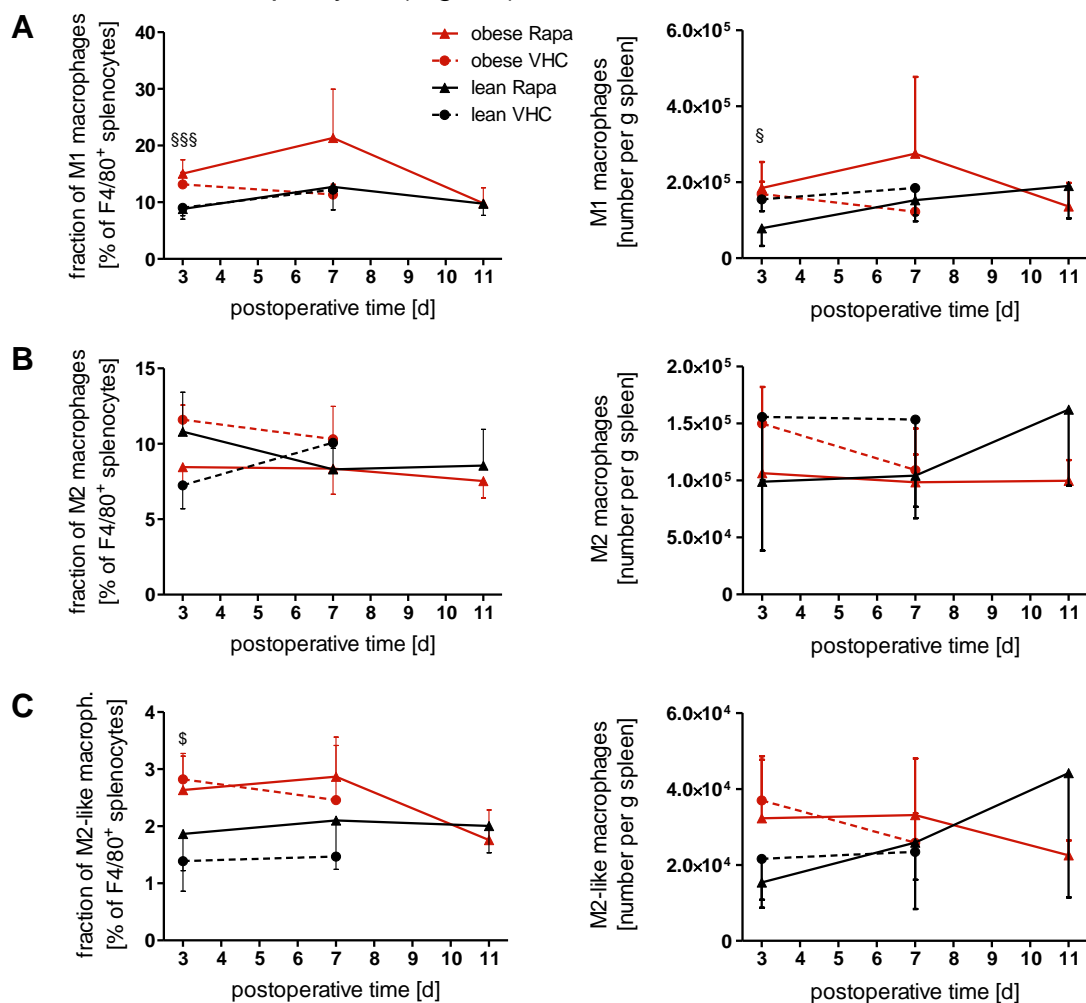 A
fraction of M1 macrophages
[% of F4/80⁺ splenocytes]
40
30
20
10
0
§§§
obese Rapa
obese VHC
lean Rapa
lean VHC
3 4 5 6 7 8 9 10 11
postoperative time [d]
M1 macrophages
[number per g spleen]
6.0×10⁵
4.0×10⁵
2.0×10⁵
0
§
3 4 5 6 7 8 9 10 11
postoperative time [d]
B
fraction of M2 macrophages
[% of F4/80⁺ splenocytes]
15
10
5
0
3 4 5 6 7 8 9 10 11
postoperative time [d]
M2 macrophages
[number per g spleen]
2.0×10⁵
1.5×10⁵
1.0×10⁵
5.0×10⁴
0
3 4 5 6 7 8 9 10 11
postoperative time [d]
C
fraction of M2-like macroph.
[% of F4/80⁺ splenocytes]
4
3
2
1
0
$
3 4 5 6 7 8 9 10 11
postoperative time [d]
M2-like macrophages
[number per g spleen]
6.0×10⁴
4.0×10⁴
2.0×10⁴
0
3 4 5 6 7 8 9 10 11
postoperative time [d]